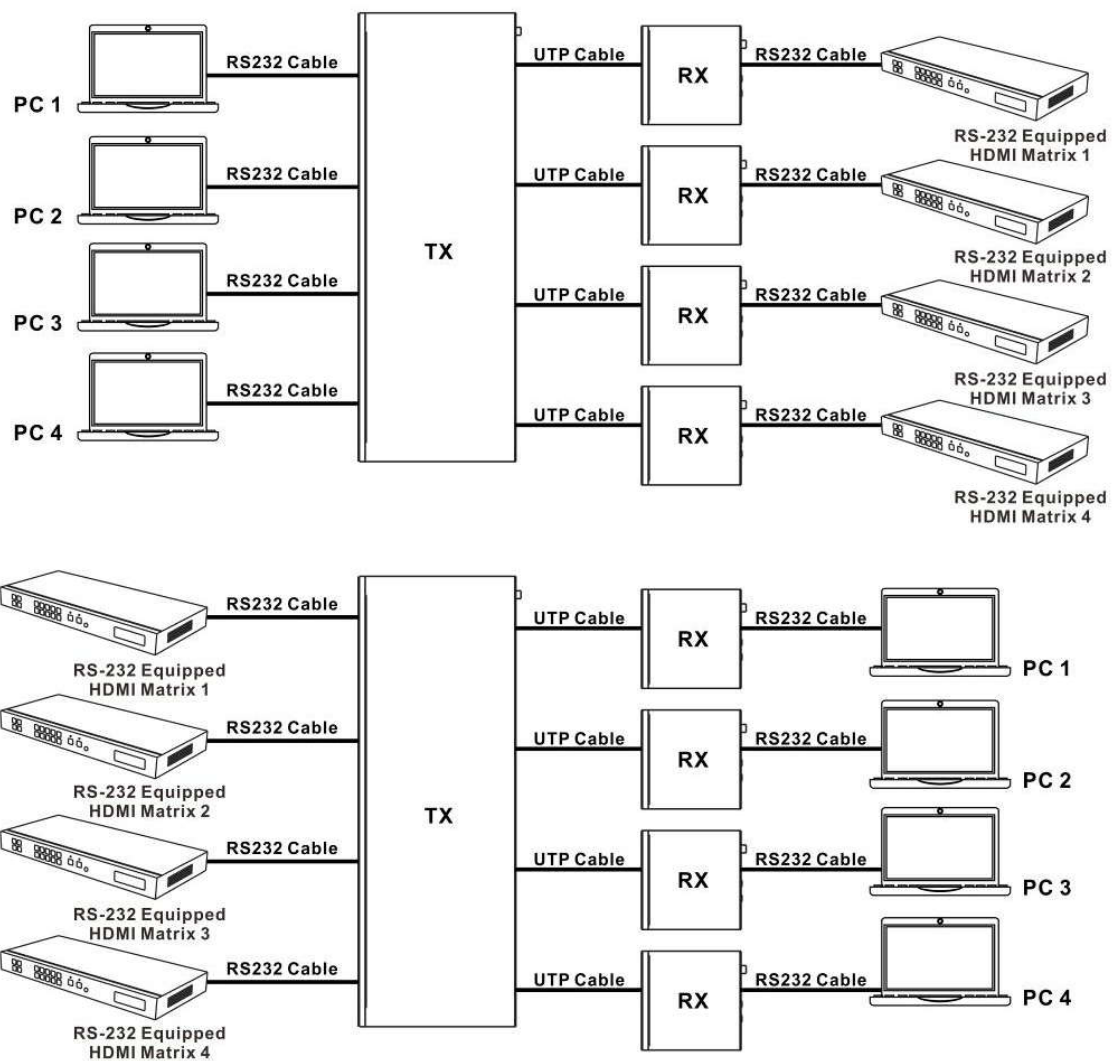 RS232 Cable
UTP Cable
RX
RS232 Cable
PC 1
RS-232 Equipped
HDMI Matrix 1
RS232 Cable
UTP Cable
RX
RS232 Cable
PC 2
TX
RS-232 Equipped
HDMI Matrix 2
RS232 Cable
UTP Cable
RX
RS232 Cable
PC 3
RS-232 Equipped
HDMI Matrix 3
RS232 Cable
UTP Cable
RX
RS232 Cable
PC 4
RS-232 Equipped
HDMI Matrix 4
RS232 Cable
UTP Cable
RX
RS232 Cable
PC 1
RS-232 Equipped
HDMI Matrix 1
RS232 Cable
UTP Cable
RX
RS232 Cable
PC 2
RS-232 Equipped
HDMI Matrix 2
TX
RS232 Cable
UTP Cable
RX
RS232 Cable
PC 3
RS-232 Equipped
HDMI Matrix 3
RS232 Cable
UTP Cable
RX
RS232 Cable
PC 4
RS-232 Equipped
HDMI Matrix 4